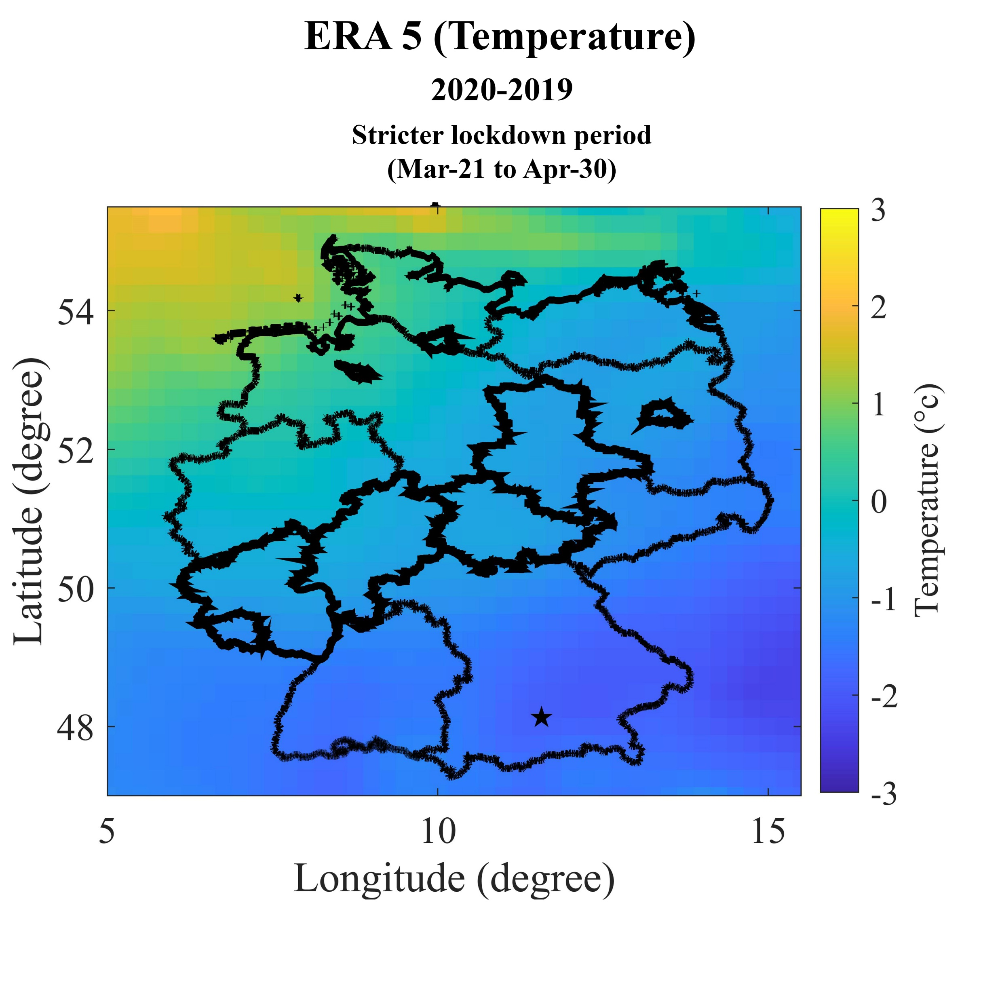 ERA 5 (Temperature)
2020-2019
Stricter lockdown period
(Mar-21 to Apr-30)
Latitude (degree)
54
52
50
48
5
10
15
Longitude (degree)
3
2
1
0
-1
-2
-3
Temperature (°c)